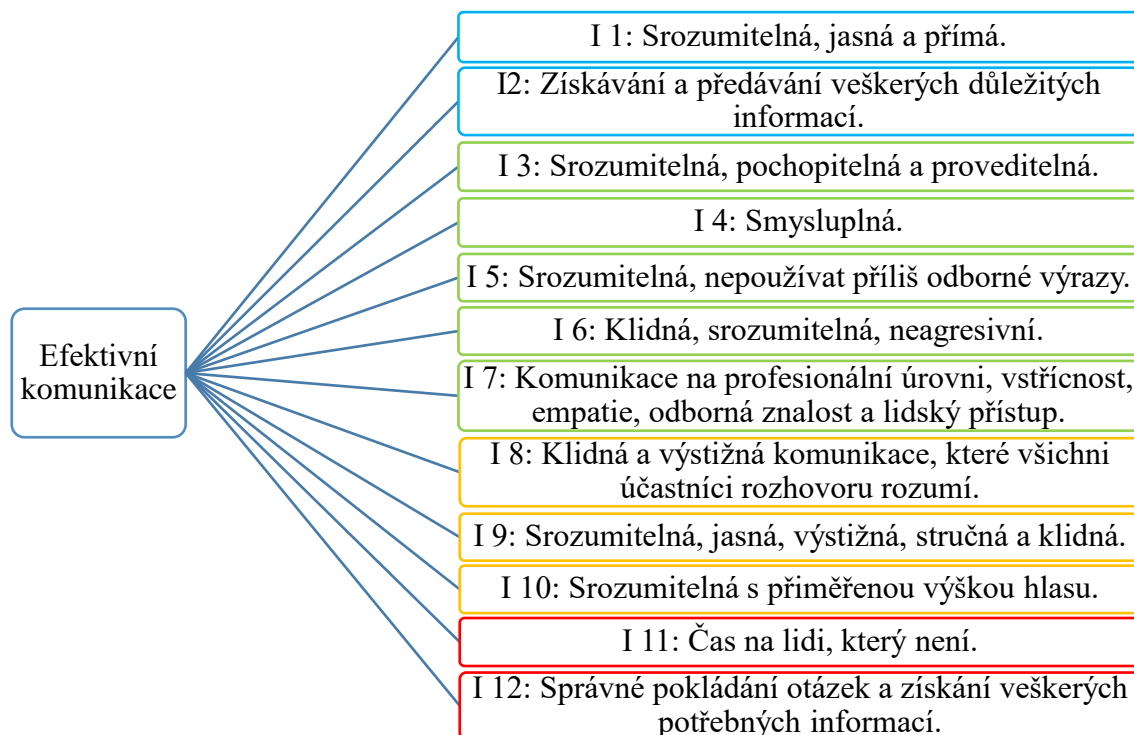 I 1: Srozumitelná, jasná a přímá.
I2: Získávání a předávání veškerých důležitých
informací.
I 3: Srozumitelná, pochopitelná a proveditelná.
I 4: Smysluplná.
I 5: Srozumitelná, nepoužívat příliš odborné výrazy.
I 6: Klidná, srozumitelná, neagresivní.
Efektivní
komunikace
I 7: Komunikace na profesionální úrovni, vstřícnost,
empatie, odborná znalost a lidský přístup.
I 8: Klidná a výstižná komunikace, které všichni
účastníci rozhovoru rozumí.
I 9: Srozumitelná, jasná, výstižná, stručná a klidná.
I 10: Srozumitelná s přiměřenou výškou hlasu.
I 11: Čas na lidi, který není.
I 12: Správné pokládání otázek a získání veškerých
potřebných informací.